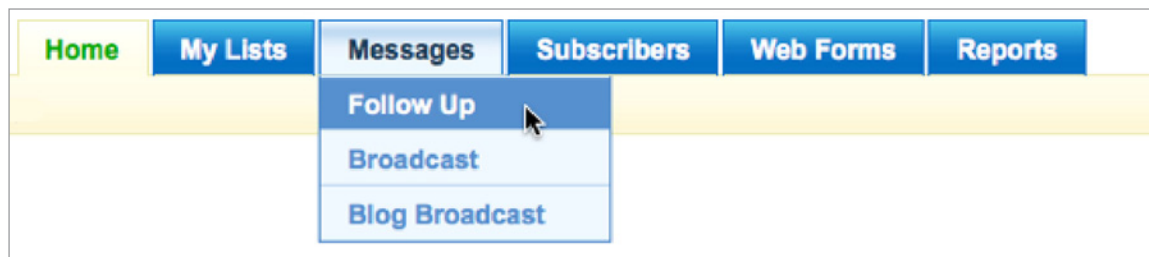 Home My Lists Messages Subscribers Web Forms Reports
Follow Up
Broadcast
Blog Broadcast